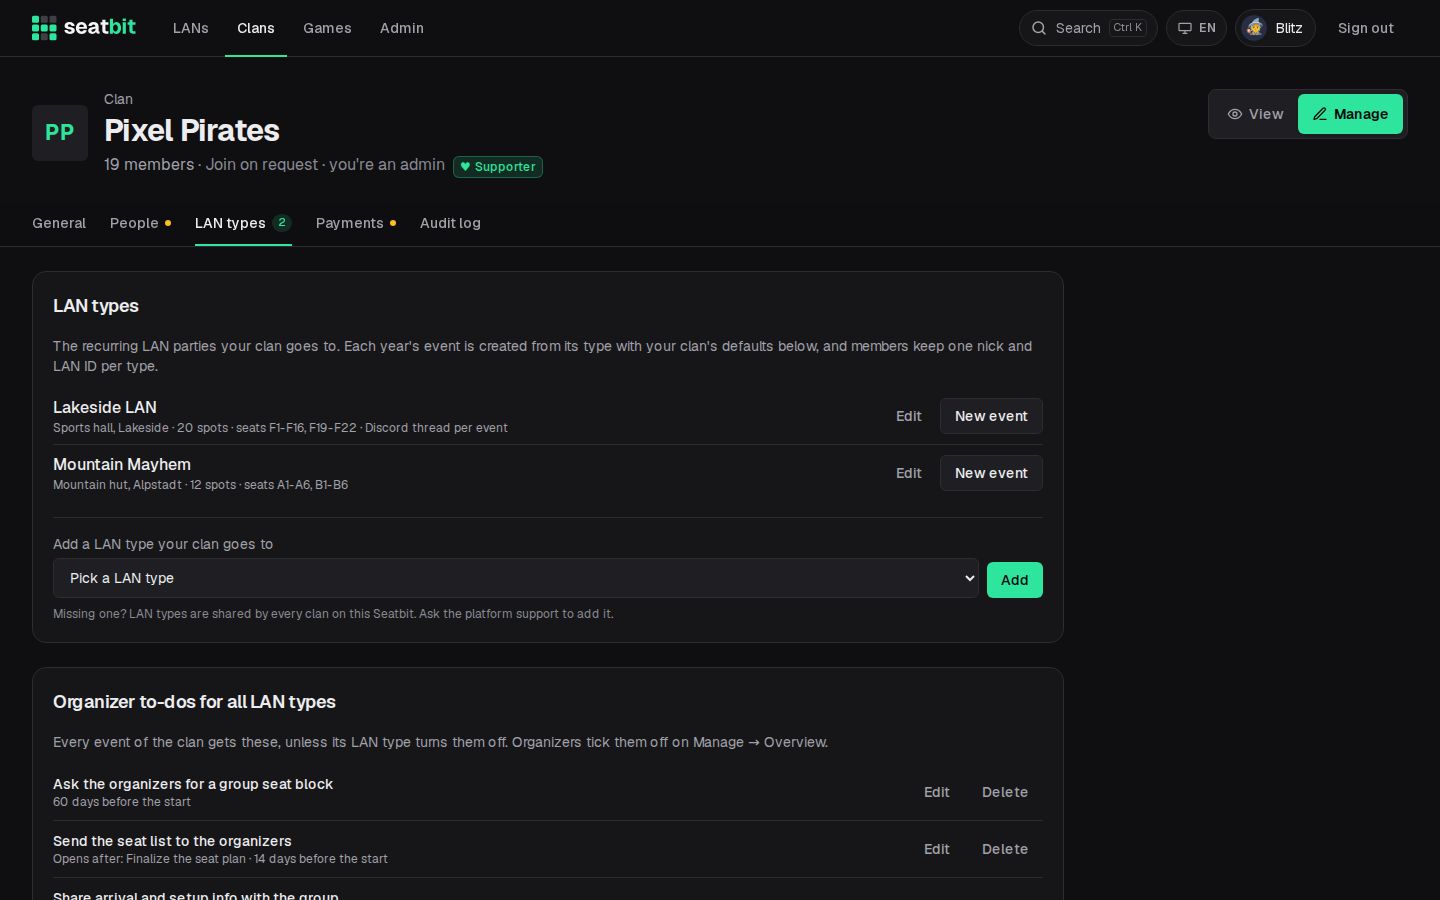 seatbit
LANs
Clans
Games
Admin
Search Ctrl K
EN
Blitz
Sign out
PP
Clan
Pixel Pirates
19 members · Join on request · you're an admin
♥ Supporter
View
Manage
General
People
LAN types 2
Payments
Audit log
LAN types
The recurring LAN parties your clan goes to. Each year's event is created from its type with your clan's defaults below, and members keep one nick and
LAN ID per type.
Lakeside LAN
Sports hall, Lakeside · 20 spots · seats F1-F16, F19-F22 · Discord thread per event
Edit
New event
Mountain Mayhem
Mountain hut, Alpstadt · 12 spots · seats A1-A6, B1-B6
Edit
New event
Add a LAN type your clan goes to
Pick a LAN type
Add
Missing one? LAN types are shared by every clan on this Seatbit. Ask the platform support to add it.
Organizer to-dos for all LAN types
Every event of the clan gets these, unless its LAN type turns them off. Organizers tick them off on Manage → Overview.
Ask the organizers for a group seat block
60 days before the start
Edit
Delete
Send the seat list to the organizers
Opens after: Finalize the seat plan · 14 days before the start
Edit
Delete
Share arrival and setup info with the group